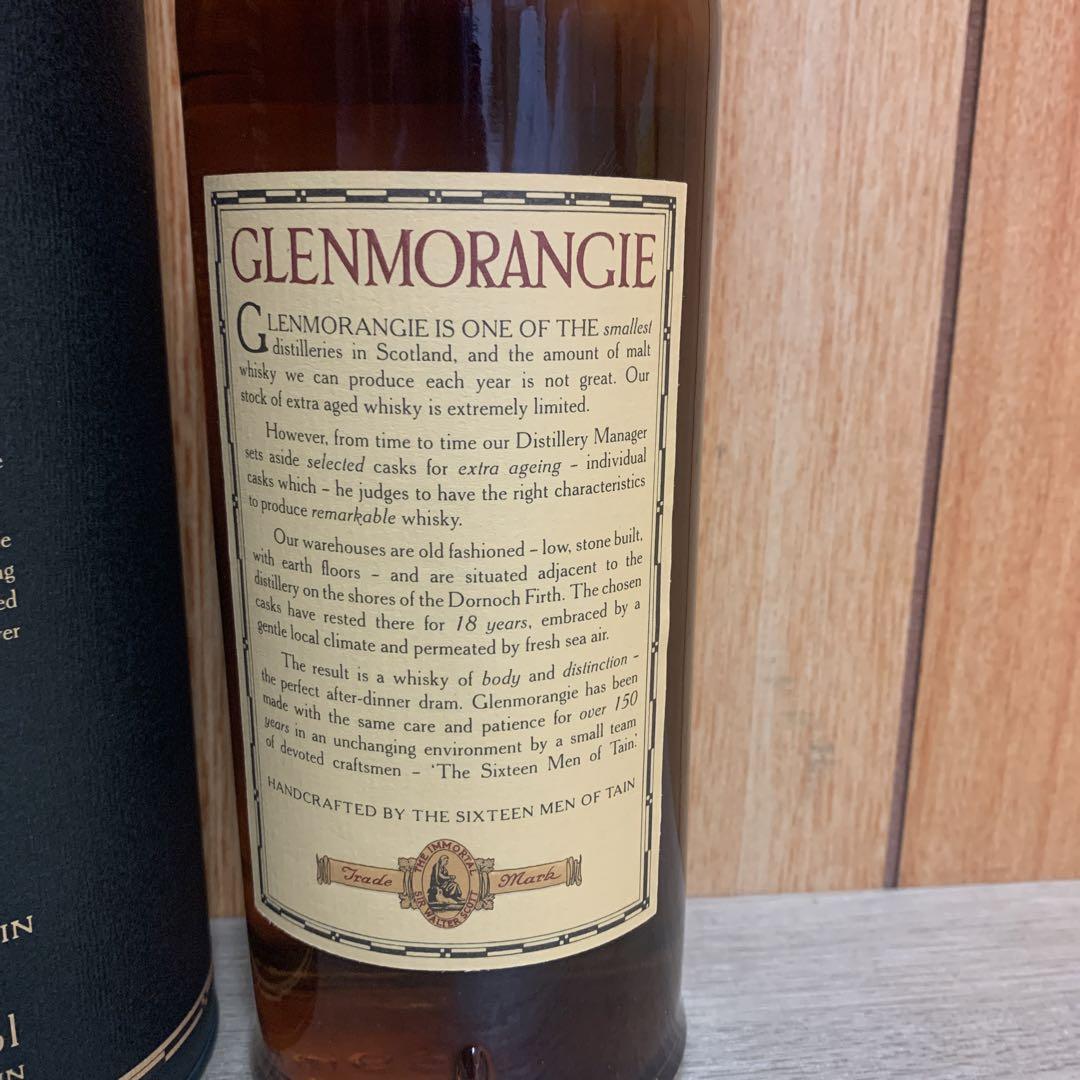 GLENMORANGIE
GLENMORANGIE IS ONE OF THE smallest
distilleries in Scotland, and the amount of malt
whisky we can produce each year is not great. Our
stock of extra aged whisky is extremely limited.
However, from time to time our Distillery Manager
sets aside selected casks for extra ageing – individual
casks which – he judges to have the right characteristics
to produce remarkable whisky.
Our warehouses are old fashioned – low, stone built,
with earth floors – and are situated adjacent to the
distillery on the shores of the Dornoch Firth. The chosen
casks have rested there for 18 years, embraced by a
gentle local climate and permeated by fresh sea air.
The result is a whisky of body and distinction –
the perfect after-dinner dram. Glenmorangie has been
made with the same care and patience for over 150
years in an unchanging environment by a small team
of devoted craftsmen – ‘The Sixteen Men of Tain.’
HANDCRAFTED BY THE SIXTEEN MEN OF TAIN
Trade Mark
THE IMMORTAL
SIR WALTER SCOTT